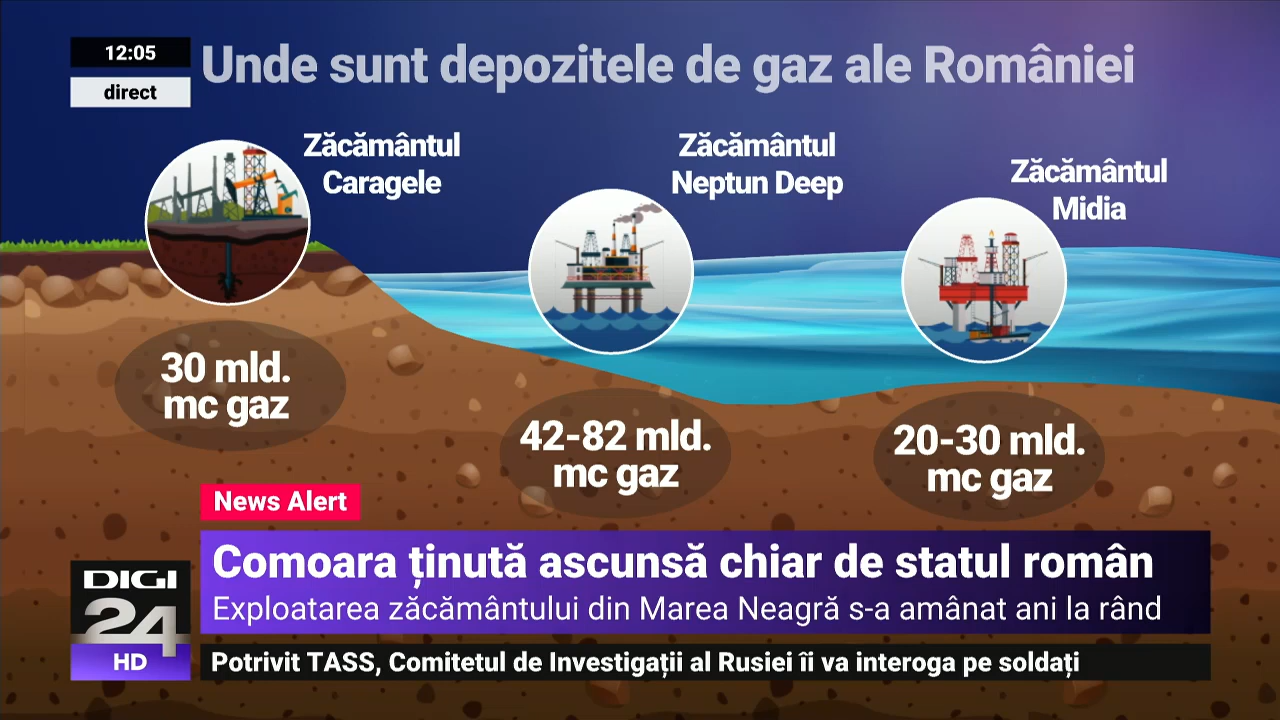 12:05
direct
Unde sunt depozitele de gaz ale României
Zăcământul
Caragele
Zăcământul
Neptun Deep
Zăcământul
Midia
30 mld.
mc gaz
42-82 mld.
mc gaz
20-30 mld.
mc gaz
News Alert
Comoara ținută ascunsă chiar de statul român
Exploatarea zăcământului din Marea Neagră s-a amânat ani la rând
DIGI
24
HD
Potrivit TASS, Comitetul de Investigații al Rusiei îi va interoga pe soldați